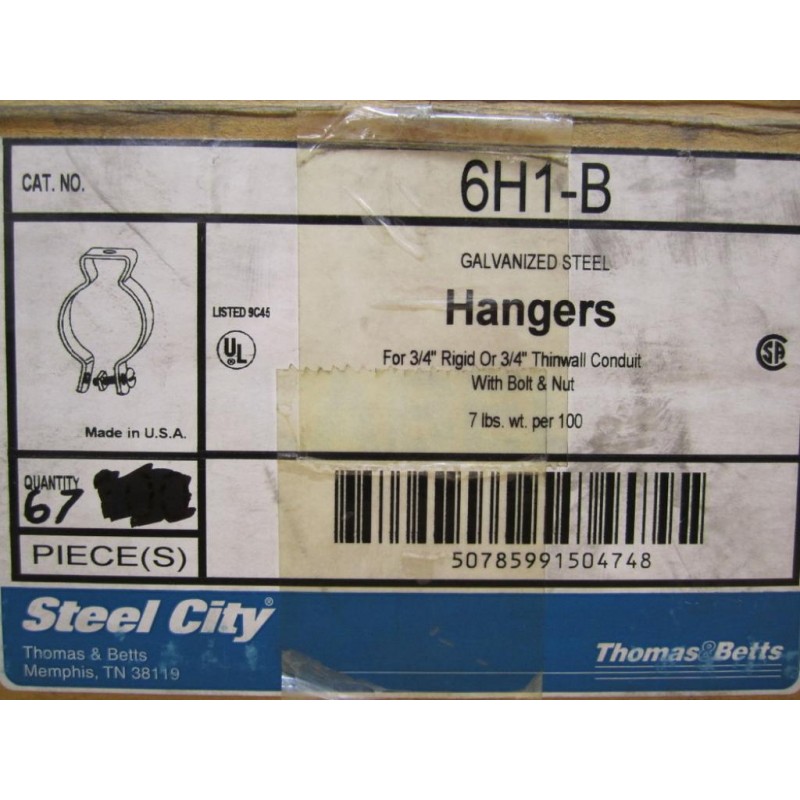 CAT. NO.
6H1-B
GALVANIZED STEEL
Hangers
LISTED 9C45
UL
For 3/4" Rigid Or 3/4" Thinwall Conduit
With Bolt & Nut
7 lbs. wt. per 100
SA
Made in U.S.A.
QUANTITY
67
PIECE(S)
50785991504748
Steel City®
Thomas & Betts
Memphis, TN 38119
Thomas&Betts